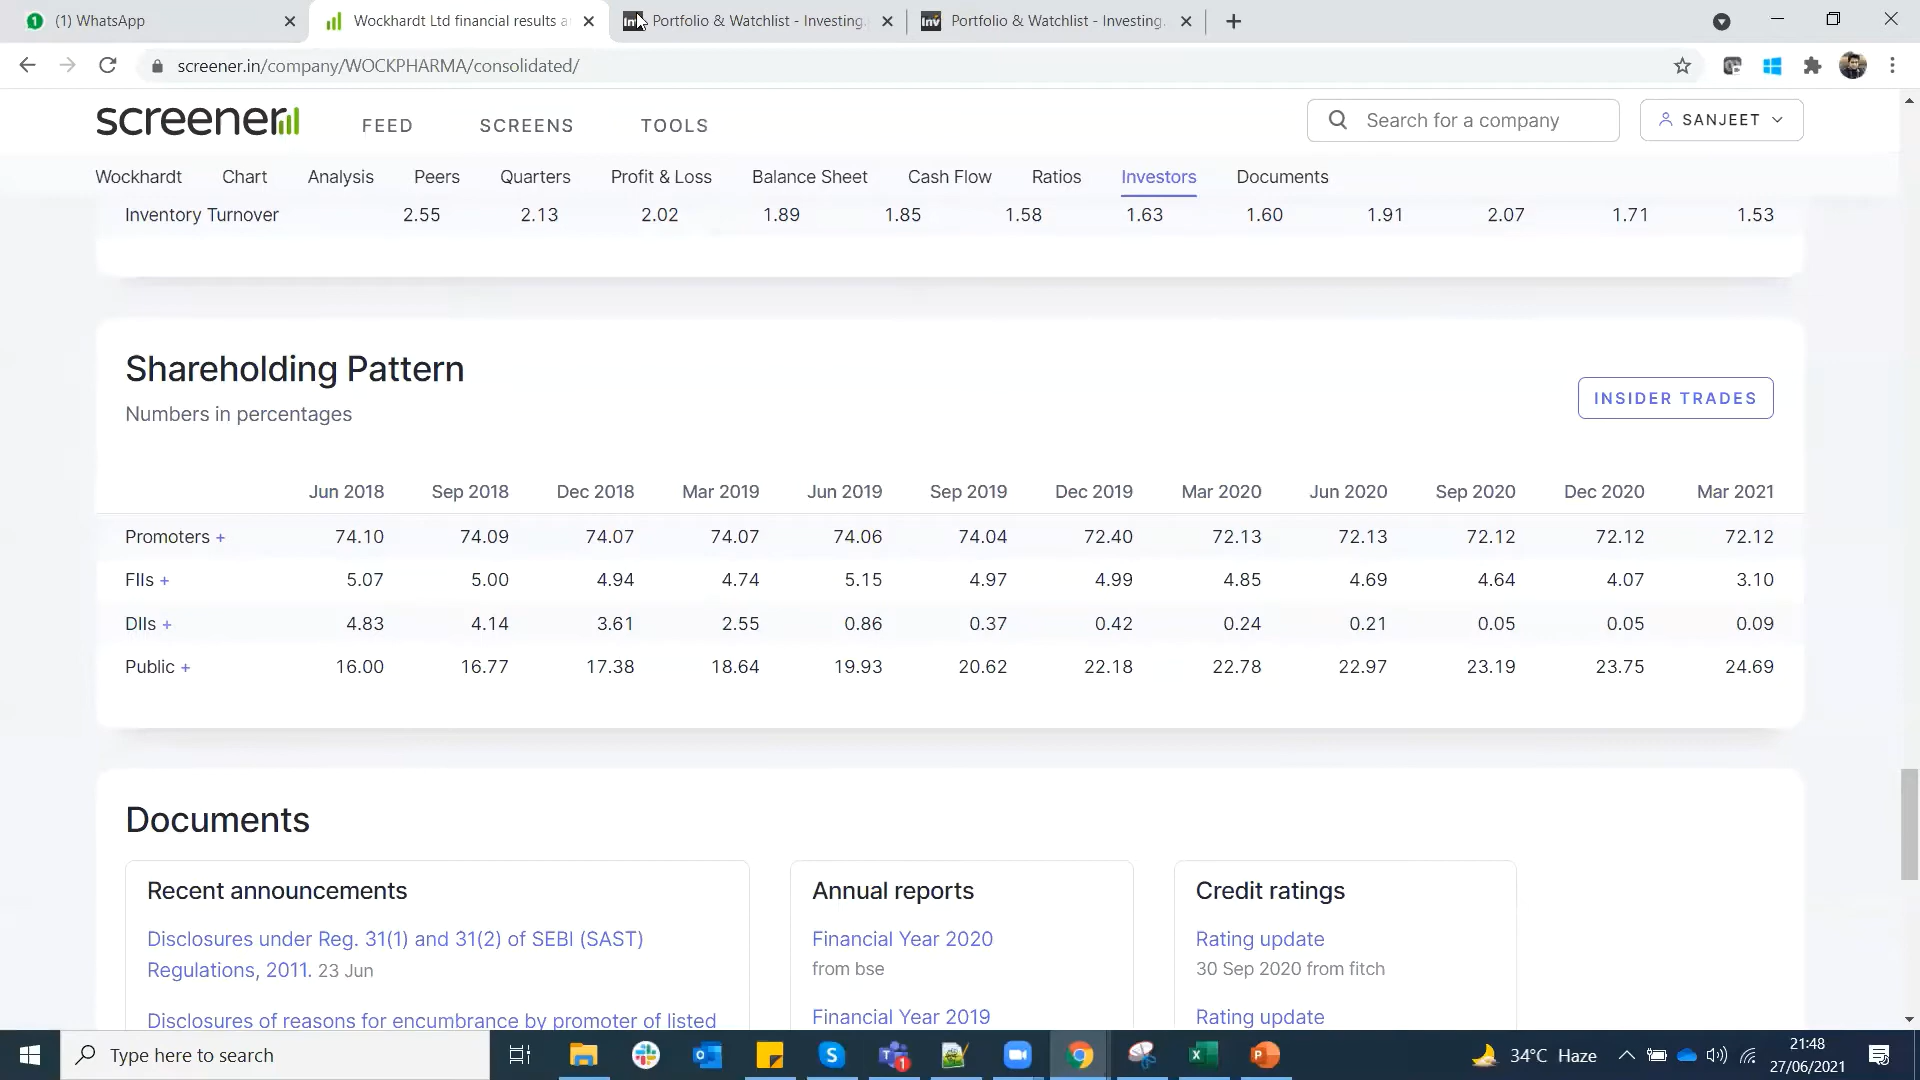 (1) WhatsApp
Wockhardt Ltd financial results a
Portfolio & Watchlist - Investing.
Portfolio & Watchlist - Investing.
screener.in/company/WOCKPHARMA/consolidated/
screener
FEED SCREENS TOOLS
Search for a company
SANJEET
Wockhardt Chart Analysis Peers Quarters Profit & Loss Balance Sheet Cash Flow Ratios Investors Documents
Inventory Turnover 2.55 2.13 2.02 1.89 1.85 1.58 1.63 1.60 1.91 2.07 1.71 1.53
Shareholding Pattern
Numbers in percentages
INSIDER TRADES
Jun 2018 Sep 2018 Dec 2018 Mar 2019 Jun 2019 Sep 2019 Dec 2019 Mar 2020 Jun 2020 Sep 2020 Dec 2020 Mar 2021
Promoters + 74.10 74.09 74.07 74.07 74.06 74.04 72.40 72.13 72.13 72.12 72.12 72.12
FIIs + 5.07 5.00 4.94 4.74 5.15 4.97 4.99 4.85 4.69 4.64 4.07 3.10
DIIs + 4.83 4.14 3.61 2.55 0.86 0.37 0.42 0.24 0.21 0.05 0.05 0.09
Public + 16.00 16.77 17.38 18.64 19.93 20.62 22.18 22.78 22.97 23.19 23.75 24.69
Documents
Recent announcements
Disclosures under Reg. 31(1) and 31(2) of SEBI (SAST)
Regulations, 2011. 23 Jun
Disclosures of reasons for encumbrance by promoter of listed
Annual reports
Financial Year 2020
from bse
Financial Year 2019
Credit ratings
Rating update
30 Sep 2020 from fitch
Rating update
Type here to search
34°C Haze
21:48
27/06/2021